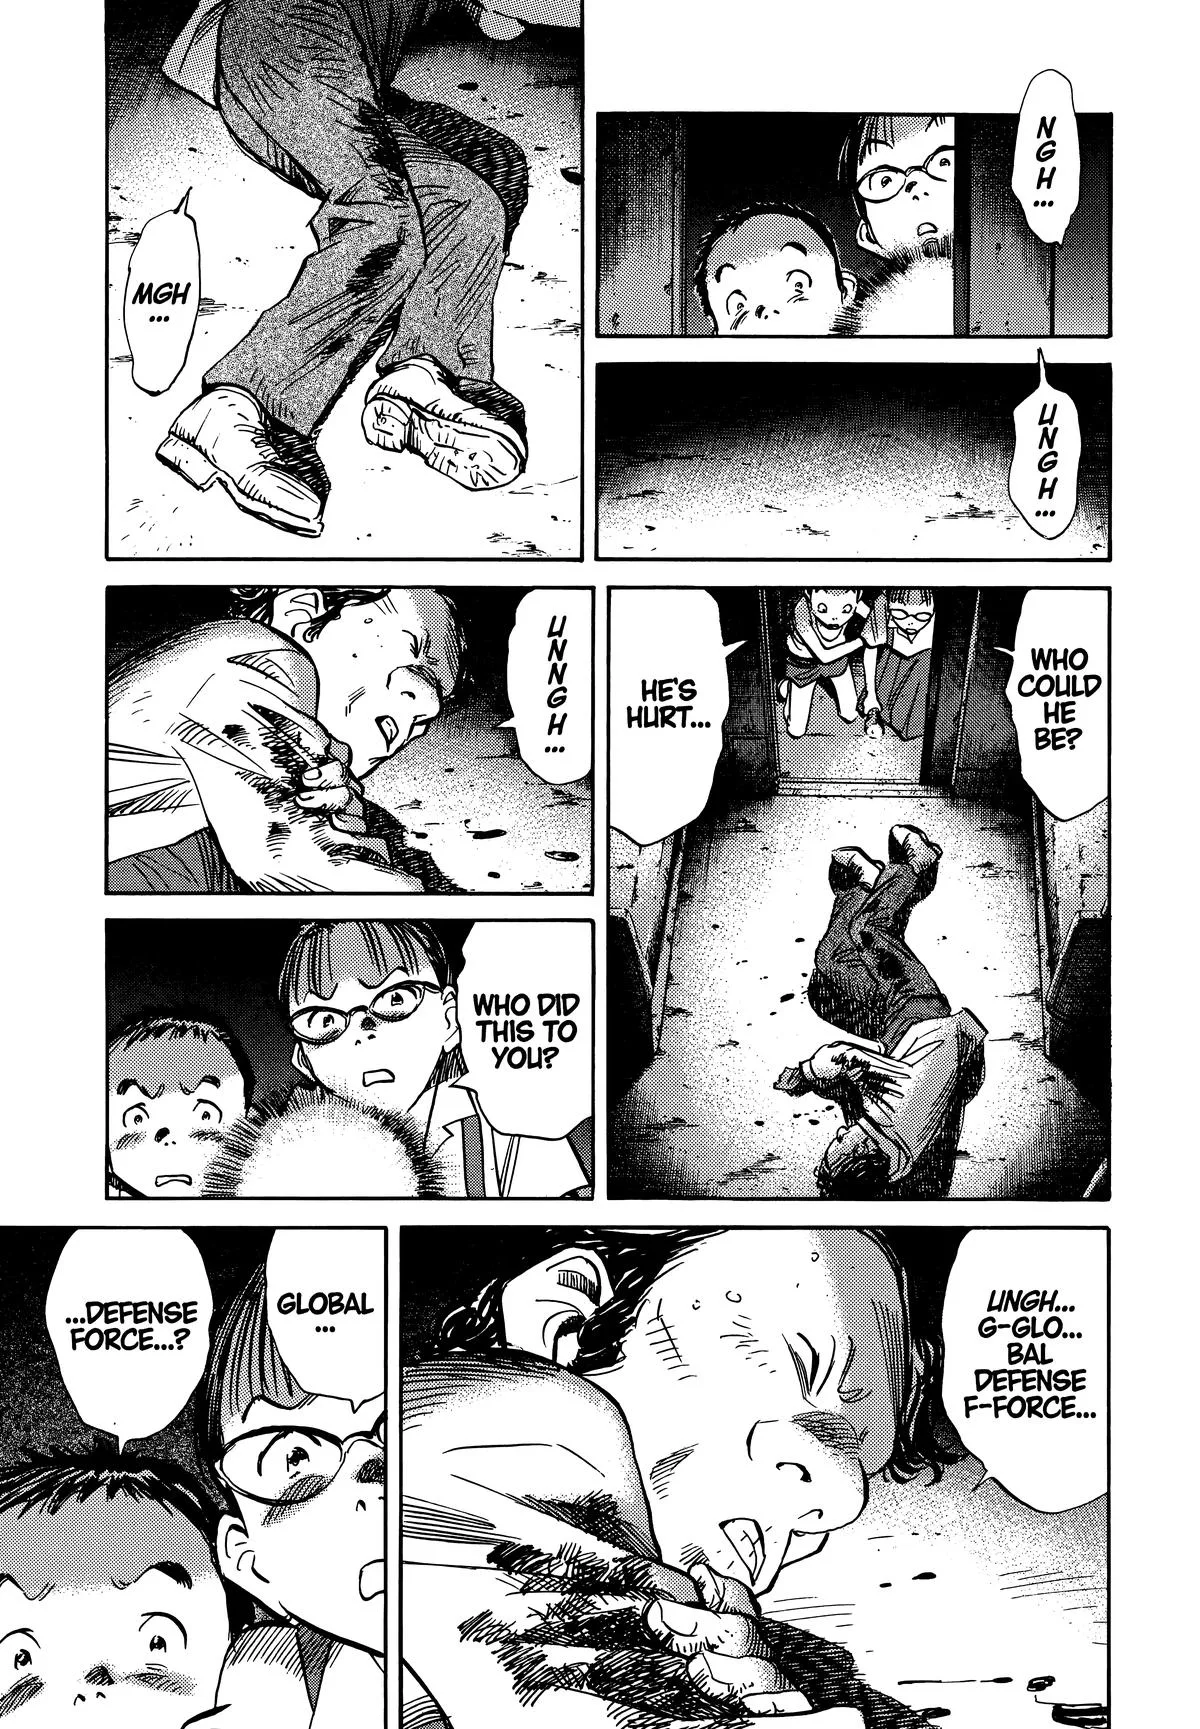 NGH...
UNGH...
MGH
...
WHO
COULD
HE
BE?
HE'S
HURT...
UNNGH...
WHO DID
THIS TO
YOU?
UNGH...
G-GLO...
BAL
DEFENSE
F-FORCE...
GLOBAL
...
...DEFENSE
FORCE...?